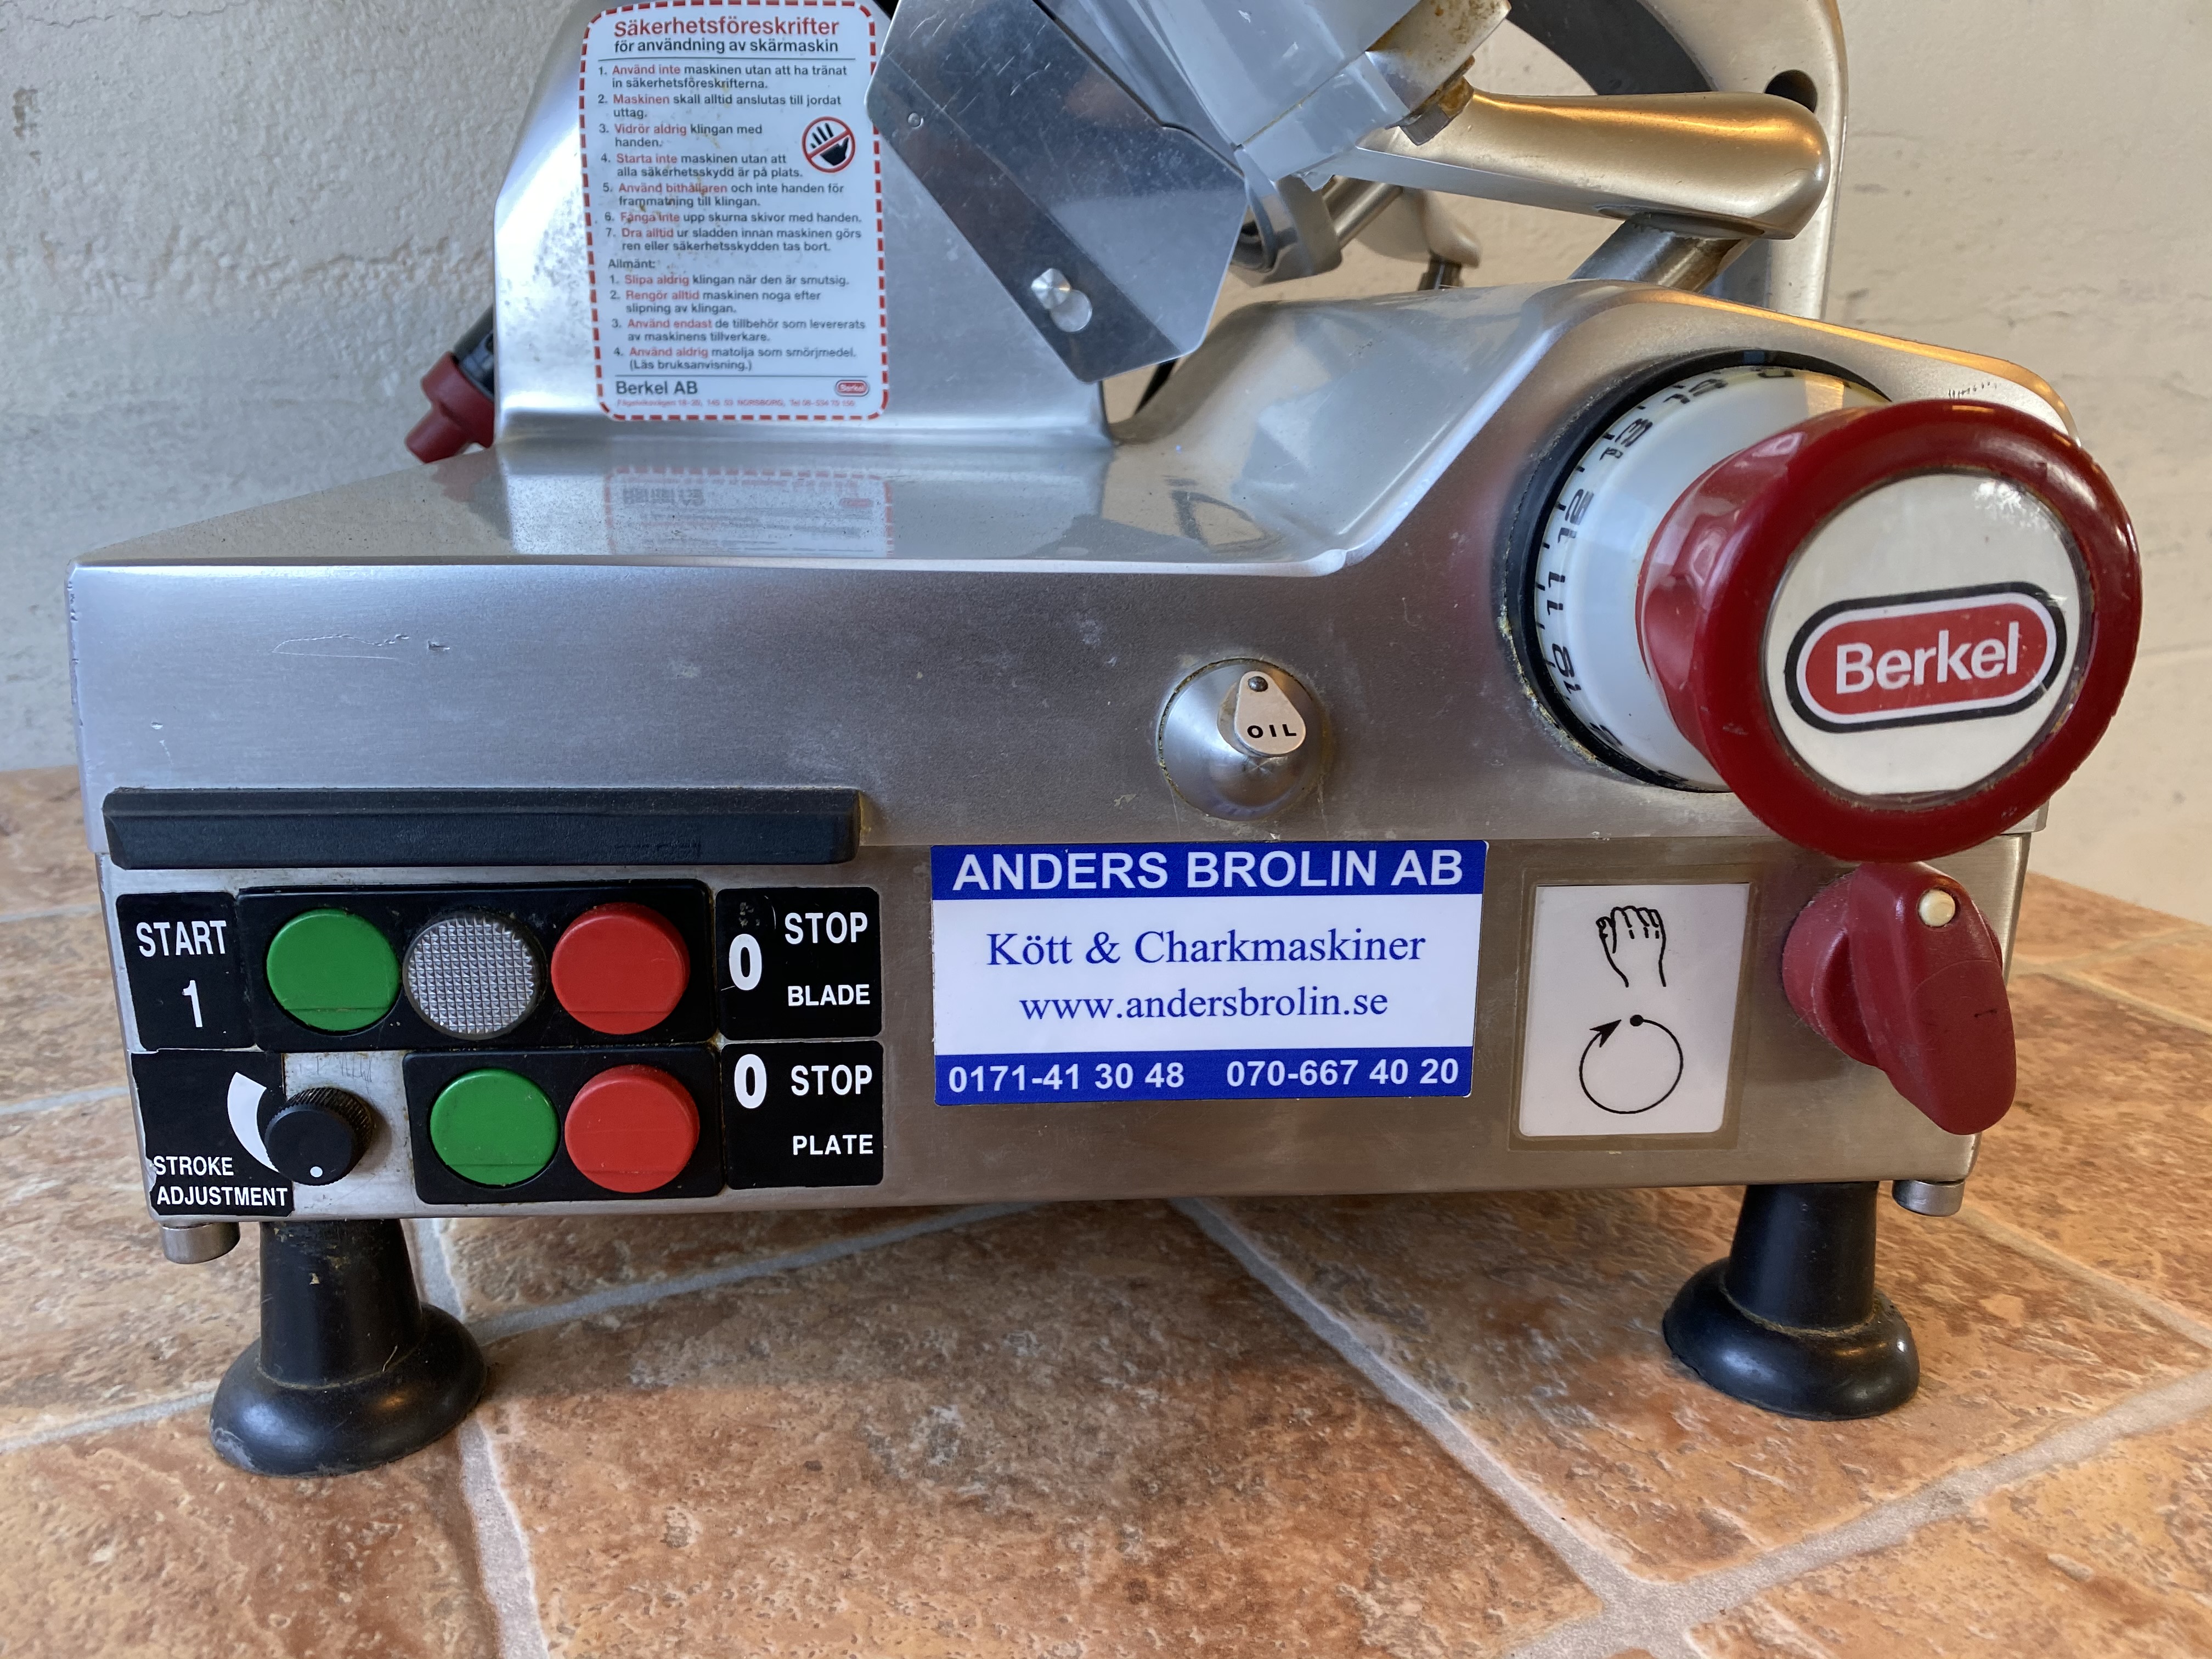 Säkerhetsföreskrifter
för användning av skärmaskin
1. Använd inte maskinen utan att ha tränat
in säkerhetsföreskrifterna.
2. Maskinen skall alltid anslutas till jordat
uttag.
3. Vidrör aldrig klingan med
handen.
4. Starta inte maskinen utan att
alla säkerhetsskydd är på plats.
5. Använd bithållaren och inte handen för
frammatning till klingan.
6. Fånga inte upp skurna skivor med handen.
7. Dra alltid ur sladden innan maskinen görs
ren eller säkerhetsskydden tas bort.
Allmänt:
1. Slipa aldrig klingan när den är smutsig.
2. Rengör alltid maskinen noga efter
slipning av klingan.
3. Använd endast de tillbehör som levererats
av maskinens tillverkare.
4. Använd aldrig matolja som smörjmedel.
(Läs bruksanvisning.)
Berkel AB
Berkel
13
12
11
Berkel
OIL
START
1
0 STOP
BLADE
STROKE
ADJUSTMENT
0 STOP
PLATE
ANDERS BROLIN AB
Kött & Charkmaskiner
www.andersbrolin.se
0171-41 30 48 070-667 40 20